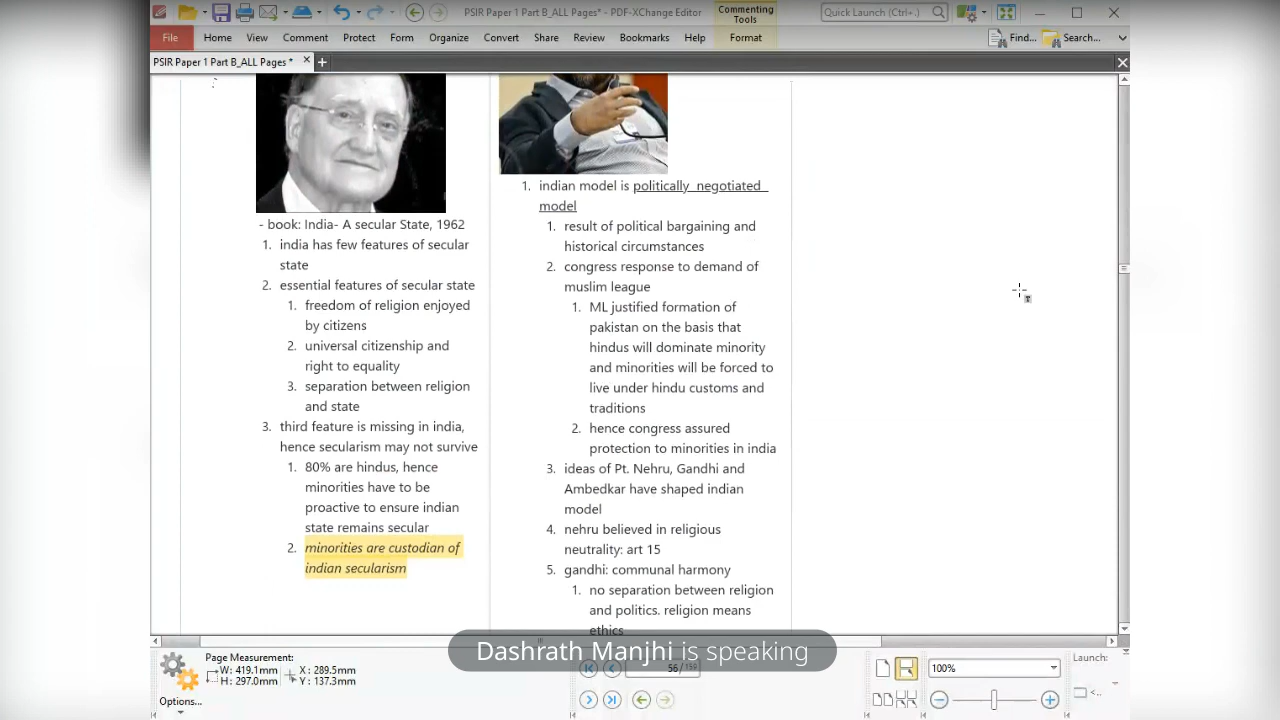 PSIR Paper 1 Part B_ALL Pages* - PDF-XChange Editor
Commenting Tools
Quick Launch (Ctrl+.)
File Home View Comment Protect Form Organize Convert Share Review Bookmarks Help Format Find... Search...
PSIR Paper 1 Part B_ALL Pages *
- book: India- A secular State, 1962
1. india has few features of secular
state
2. essential features of secular state
1. freedom of religion enjoyed
by citizens
2. universal citizenship and
right to equality
3. separation between religion
and state
3. third feature is missing in india,
hence secularism may not survive
1. 80% are hindus, hence
minorities have to be
proactive to ensure indian
state remains secular
2. minorities are custodian of
indian secularism
1. indian model is politically negotiated
model
1. result of political bargaining and
historical circumstances
2. congress response to demand of
muslim league
1. ML justified formation of
pakistan on the basis that
hindus will dominate minority
and minorities will be forced to
live under hindu customs and
traditions
2. hence congress assured
protection to minorities in india
3. ideas of Pt. Nehru, Gandhi and
Ambedkar have shaped indian
model
4. nehru believed in religious
neutrality: art 15
5. gandhi: communal harmony
1. no separation between religion
and politics. religion means
ethics
Dashrath Manjhi is speaking
Options...
Page Measurement:
W: 419.1mm
H: 297.0mm
X: 289.5mm
Y: 137.3mm
56 / 159
100%
Launch: